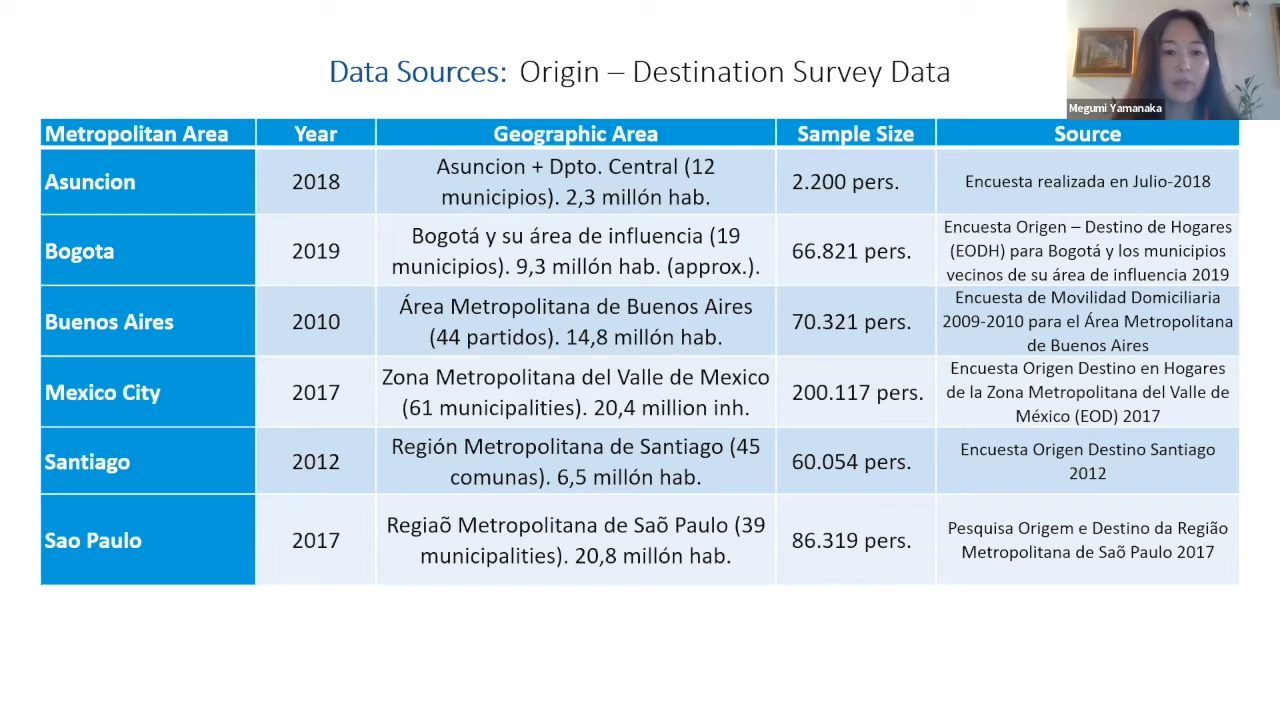 Data Sources: Origin – Destination Survey Data
Megumi Yamanaka
Metropolitan Area Year Geographic Area Sample Size Source
Asuncion
2018
Asuncion + Dpto. Central (12
municipios). 2,3 millón hab.
2.200 pers.
Encuesta realizada en Julio-2018
Bogota
2019
Bogotá y su área de influencia (19
municipios). 9,3 millón hab. (approx.).
66.821 pers.
Encuesta Origen – Destino de Hogares
(EODH) para Bogotá y los municipios
vecinos de su área de influencia 2019
Buenos Aires
2010
Área Metropolitana de Buenos Aires
(44 partidos). 14,8 millón hab.
70.321 pers.
Encuesta de Movilidad Domiciliaria
2009-2010 para el Área Metropolitana
de Buenos Aires
Mexico City
2017
Zona Metropolitana del Valle de Mexico
(61 municipalities). 20,4 million inh.
200.117 pers.
Encuesta Origen Destino en Hogares
de la Zona Metropolitana del Valle de
México (EOD) 2017
Santiago
2012
Región Metropolitana de Santiago (45
comunas). 6,5 millón hab.
60.054 pers.
Encuesta Origen Destino Santiago
2012
Sao Paulo
2017
Regiaõ Metropolitana de Saõ Paulo (39
municipalities). 20,8 millón hab.
86.319 pers.
Pesquisa Origem e Destino da Região
Metropolitana de Saõ Paulo 2017